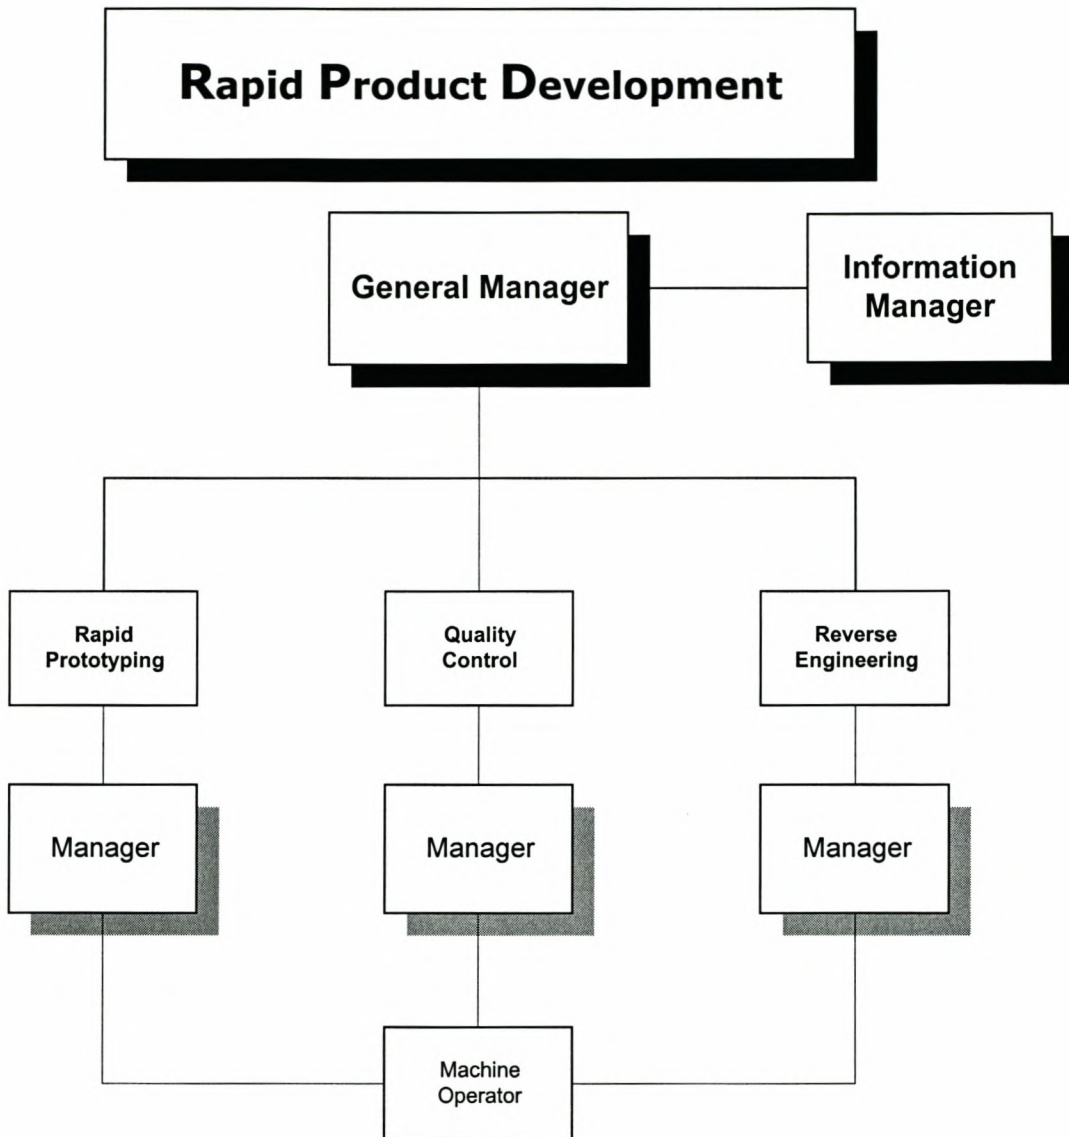 Rapid Product Development
General Manager
Information
Manager
Rapid
Prototyping
Quality
Control
Reverse
Engineering
Manager
Manager
Manager
Machine
Operator